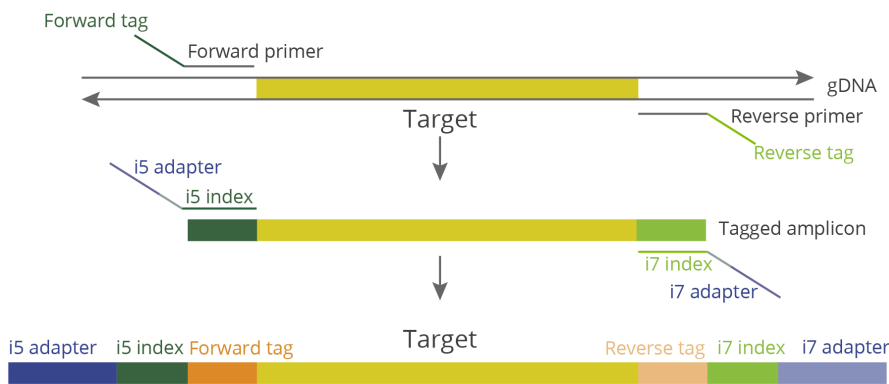 Forward tag
Forward primer
gDNA
Target
Reverse primer
Reverse tag
i5 adapter
i5 index
Tagged amplicon
i7 index
i7 adapter
Target
i5 adapter i5 index Forward tag Reverse tag i7 index i7 adapter